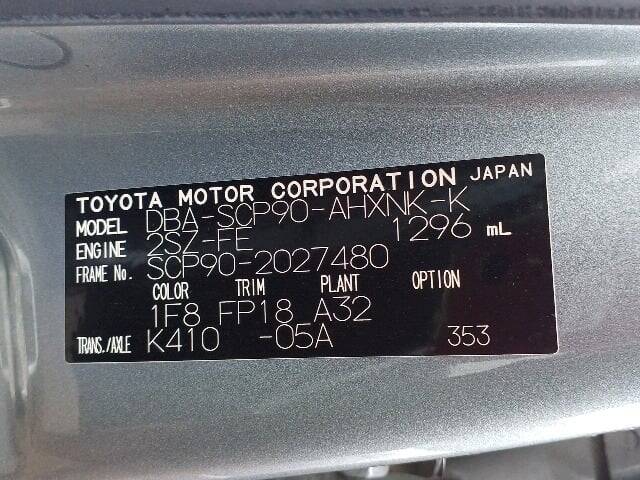 TOYOTA MOTOR CORPORATION JAPAN
MODEL DBA-SCP90-AHXNK-K
ENGINE 2SZ-FE 1296 mL
FRAME No. SCP90-2027480
COLOR TRIM PLANT OPTION
1F8 FP18 A32
TRANS./AXLE K410 -05A 353